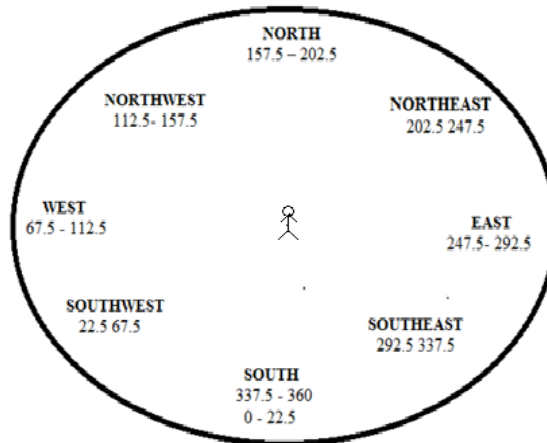 NORTH
157.5 – 202.5
NORTHWEST
112.5= 157.5
NORTHEAST
202.5 247.5
WEST
67.5 - 112.5
EAST
247.5- 292.5
SOUTHWEST
22.5 67.5
SOUTHEAST
292.5 337.5
SOUTH
337.5 - 360
0 - 22.5